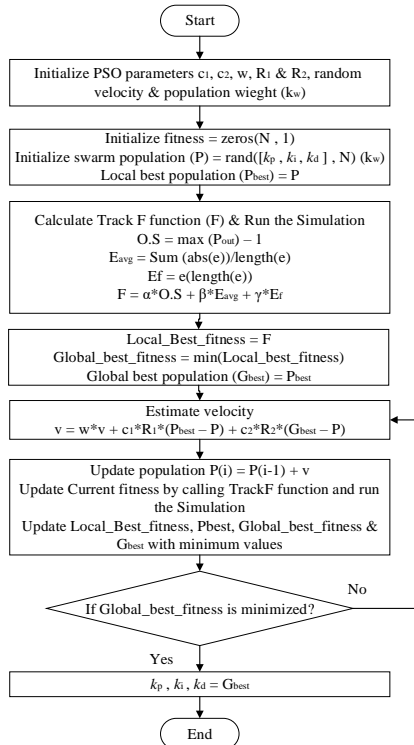 Start
Initialize PSO parameters c1, c2, w, R1 & R2, random
velocity & population wieght (kw)
Initialize fitness = zeros(N , 1)
Initialize swarm population (P) = rand([kp , ki , kd ] , N) (kw)
Local best population (Pbest) = P
Calculate Track F function (F) & Run the Simulation
O.S = max (Pout) – 1
Eavg = Sum (abs(e))/length(e)
Ef = e(length(e))
F = α*O.S + β*Eavg + γ*Ef
Local_Best_fitness = F
Global_best_fitness = min(Local_best_fitness)
Global best population (Gbest) = Pbest
Estimate velocity
v = w*v + c1*R1*(Pbest – P) + c2*R2*(Gbest – P)
Update population P(i) = P(i-1) + v
Update Current fitness by calling TrackF function and run
the Simulation
Update Local_Best_fitness, Pbest, Global_best_fitness &
Gbest with minimum values
No
If Global_best_fitness is minimized?
Yes
kp , ki , kd = Gbest
End